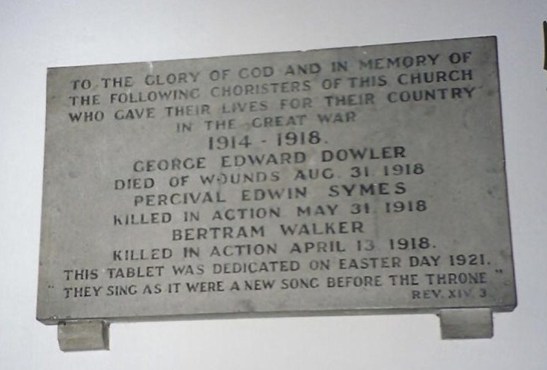 TO THE GLORY OF GOD AND IN MEMORY OF
THE FOLLOWING CHORISTERS OF THIS CHURCH
WHO GAVE THEIR LIVES FOR THEIR COUNTRY
IN THE GREAT WAR
1914 - 1918.
GEORGE EDWARD DOWLER
DIED OF WOUNDS AUG. 31 1918
PERCIVAL EDWIN SYMES
KILLED IN ACTION MAY 31 1918
BERTRAM WALKER
KILLED IN ACTION APRIL 13 1918.
THIS TABLET WAS DEDICATED ON EASTER DAY 1921.
"THEY SING AS IT WERE A NEW SONG BEFORE THE THRONE"
REV. XIV. 3